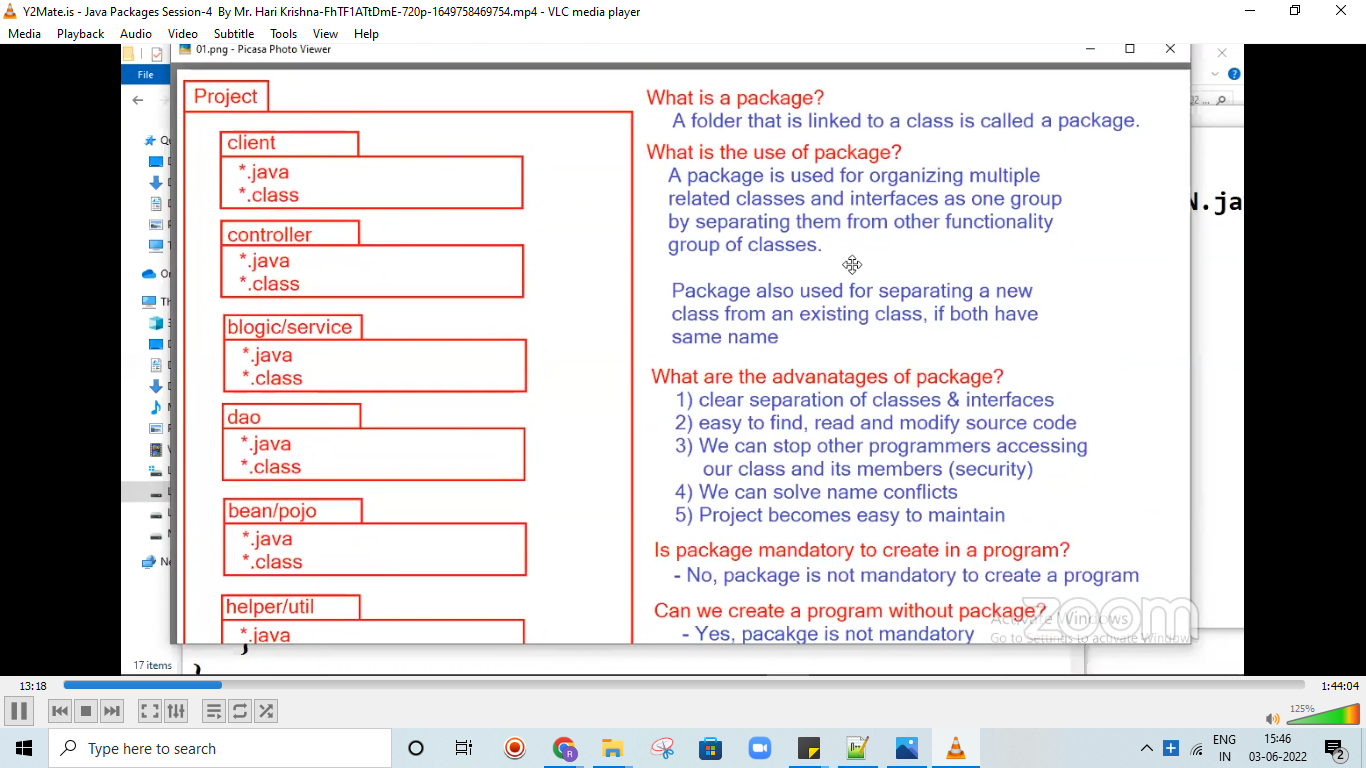 Y2Mate.is - Java Packages Session-4 By Mr. Hari Krishna-FhTF1ATtDmE-720p-1649758469754.mp4 - VLC media player
Media Playback Audio Video Subtitle Tools View Help
01.png - Picasa Photo Viewer
File
Project
client
*.java
*.class
controller
*.java
*.class
blogic/service
*.java
*.class
dao
*.java
*.class
bean/pojo
*.java
*.class
helper/util
*.java
What is a package?
A folder that is linked to a class is called a package.
What is the use of package?
A package is used for organizing multiple
related classes and interfaces as one group
by separating them from other functionality
group of classes.
Package also used for separating a new
class from an existing class, if both have
same name
What are the advanatages of package?
1) clear separation of classes & interfaces
2) easy to find, read and modify source code
3) We can stop other programmers accessing
our class and its members (security)
4) We can solve name conflicts
5) Project becomes easy to maintain
Is package mandatory to create in a program?
- No, package is not mandatory to create a program
Can we create a program without package?
- Yes, pacakge is not mandatory
N.ja
zoom
Activate Windows
Go to Settings to activate Windows
17 items
}
}
13:18
1:44:04
125%
Type here to search
ENG
IN
15:46
03-06-2022
2